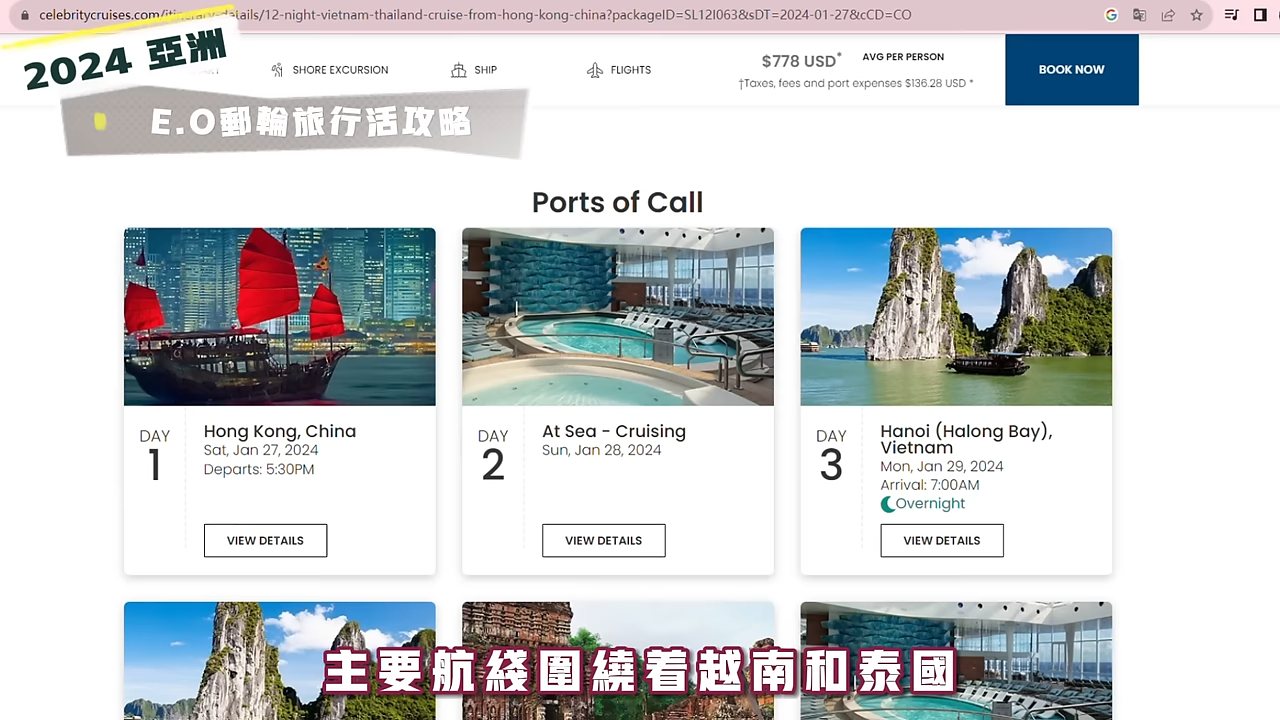 celebritycruises.com/itinerary-details/12-night-vietnam-thailand-cruise-from-hong-kong-china?packageID=SL12I063&sDT=2024-01-27&cCD=CO
2024 亞洲
E.O郵輪旅行活攻略
SHORE EXCURSION
SHIP
FLIGHTS
$778 USD* AVG PER PERSON
†Taxes, fees and port expenses $136.28 USD *
BOOK NOW
Ports of Call
DAY 1
Hong Kong, China
Sat, Jan 27, 2024
Departs: 5:30PM
VIEW DETAILS
DAY 2
At Sea - Cruising
Sun, Jan 28, 2024
VIEW DETAILS
DAY 3
Hanoi (Halong Bay),
Vietnam
Mon, Jan 29, 2024
Arrival: 7:00AM
Overnight
VIEW DETAILS
主要航綫圍繞着越南和泰國